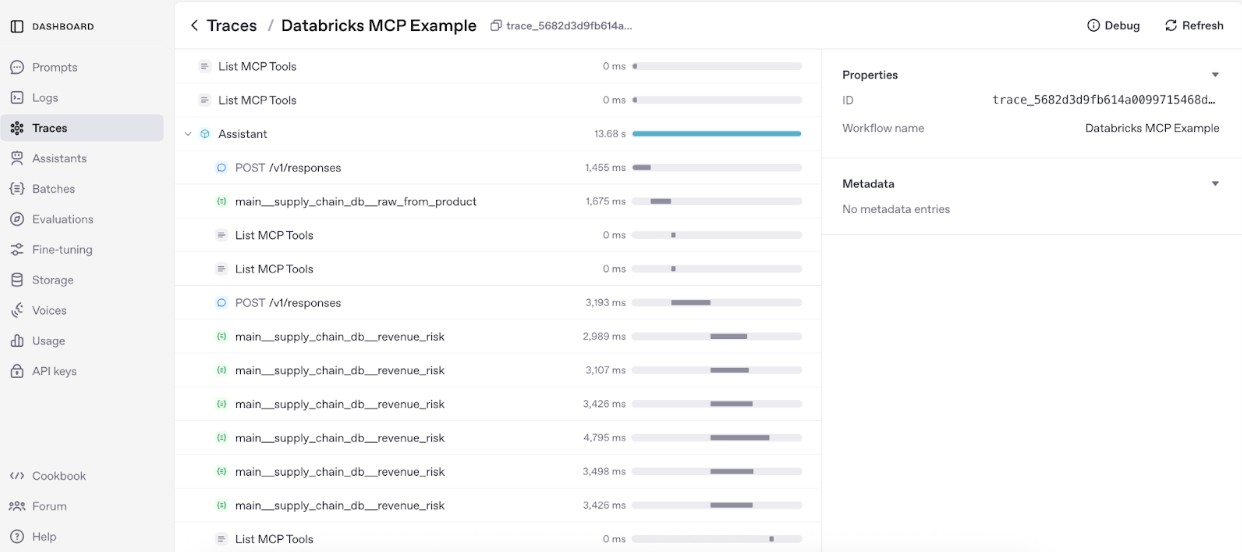 DASHBOARD
Prompts
Logs
Traces
Assistants
Batches
Evaluations
Fine-tuning
Storage
Voices
Usage
API keys
Cookbook
Forum
Help
Traces / Databricks MCP Example trace_5682d3d9fb614a...
Debug Refresh
List MCP Tools 0 ms
List MCP Tools 0 ms
Assistant 13.68 s
POST /v1/responses 1,455 ms
main__supply_chain_db__raw_from_product 1,675 ms
List MCP Tools 0 ms
List MCP Tools 0 ms
POST /v1/responses 3,193 ms
main__supply_chain_db__revenue_risk 2,989 ms
main__supply_chain_db__revenue_risk 3,107 ms
main__supply_chain_db__revenue_risk 3,426 ms
main__supply_chain_db__revenue_risk 4,795 ms
main__supply_chain_db__revenue_risk 3,498 ms
main__supply_chain_db__revenue_risk 3,426 ms
List MCP Tools 0 ms
Properties
ID trace_5682d3d9fb614a0099715468d…
Workflow name Databricks MCP Example
Metadata
No metadata entries